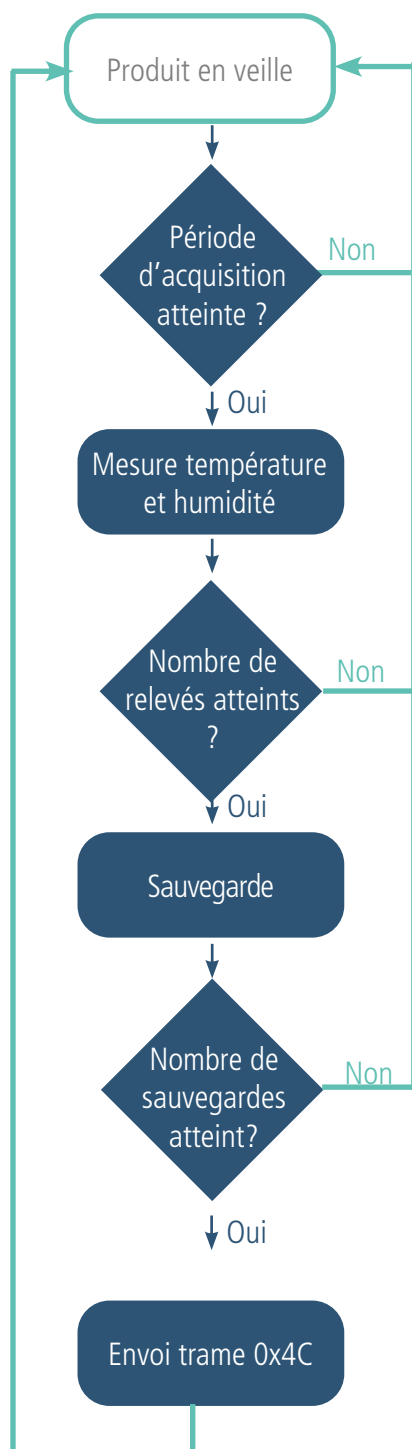 Produit en veille
Période
d'acquisition
atteinte ?
Non
Oui
Mesure température
et humidité
Nombre de
relevés atteints
?
Non
Oui
Sauvegarde
Nombre de
sauvegardes
atteint?
Non
Oui
Envoi trame 0x4C